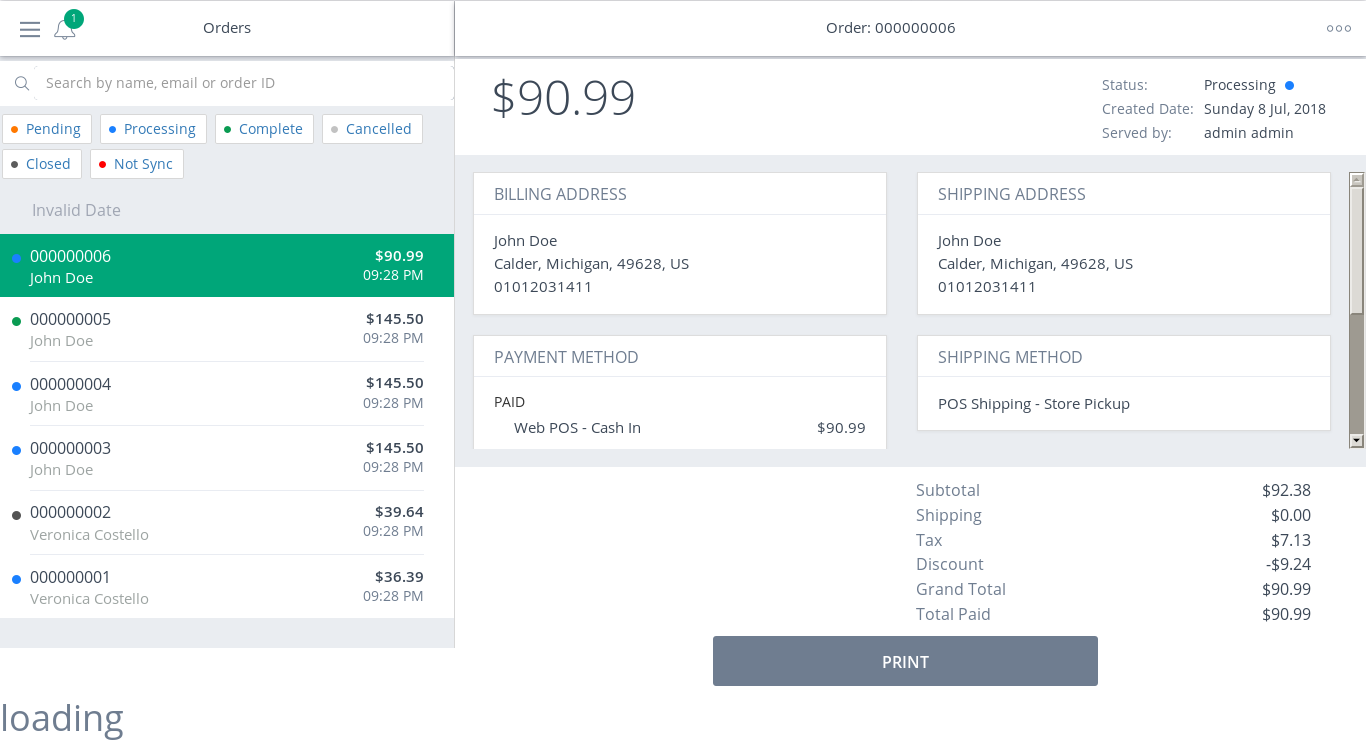 1
Orders
Order: 000000006
Search by name, email or order ID
Pending
Processing
Complete
Cancelled
Closed
Not Sync
Invalid Date
000000006 $90.99
John Doe 09:28 PM
000000005 $145.50
John Doe 09:28 PM
000000004 $145.50
John Doe 09:28 PM
000000003 $145.50
John Doe 09:28 PM
000000002 $39.64
Veronica Costello 09:28 PM
000000001 $36.39
Veronica Costello 09:28 PM
$90.99
Status: Processing
Created Date: Sunday 8 Jul, 2018
Served by: admin admin
BILLING ADDRESS
John Doe
Calder, Michigan, 49628, US
01012031411
SHIPPING ADDRESS
John Doe
Calder, Michigan, 49628, US
01012031411
PAYMENT METHOD
PAID
Web POS - Cash In $90.99
SHIPPING METHOD
POS Shipping - Store Pickup
Subtotal $92.38
Shipping $0.00
Tax $7.13
Discount -$9.24
Grand Total $90.99
Total Paid $90.99
PRINT
loading